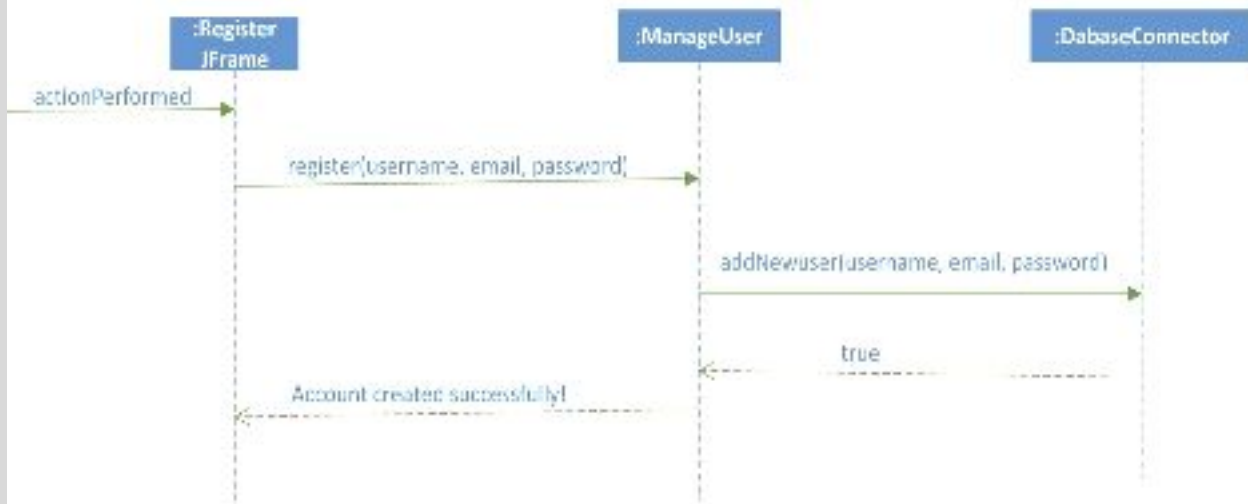 :Register
JFrame
:ManageUser
:DabaseConnector
actionPerformed
register(username, email, password)
addNewuser(username, email, password)
true
Account created successfully!